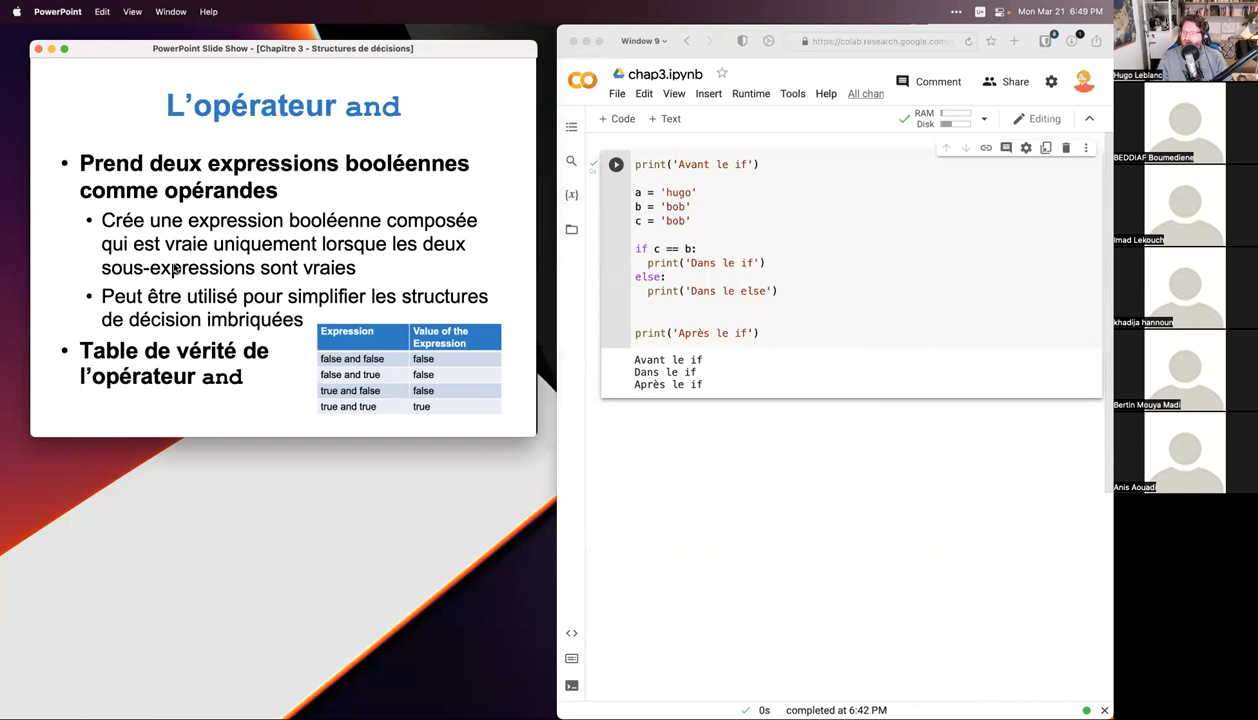 PowerPoint Edit View Window Help
Mon Mar 21 6:49 PM
PowerPoint Slide Show - [Chapitre 3 - Structures de décisions]
L'opérateur and
• Prend deux expressions booléennes
comme opérandes
• Crée une expression booléenne composée
qui est vraie uniquement lorsque les deux
sous-expressions sont vraies
• Peut être utilisé pour simplifier les structures
de décision imbriquées
• Table de vérité de
l'opérateur and
Expression Value of the
Expression
false and false false
false and true false
true and false false
true and true true
Window 9
https://colab.research.google.com
chap3.ipynb
Comment Share
File Edit View Insert Runtime Tools Help All chan
+ Code + Text
RAM
Disk
Editing
{x}
0s
print('Avant le if')
a = 'hugo'
b = 'bob'
c = 'bob'
if c == b:
print('Dans le if')
else:
print('Dans le else')
print('Après le if')
Avant le if
Dans le if
Après le if
0s completed at 6:42 PM
Hugo Leblanc
BEDDIAF Boumediene
Imad Lekouch
khadija hannoun
Bertin Mouya Madi
Anis Aouadi